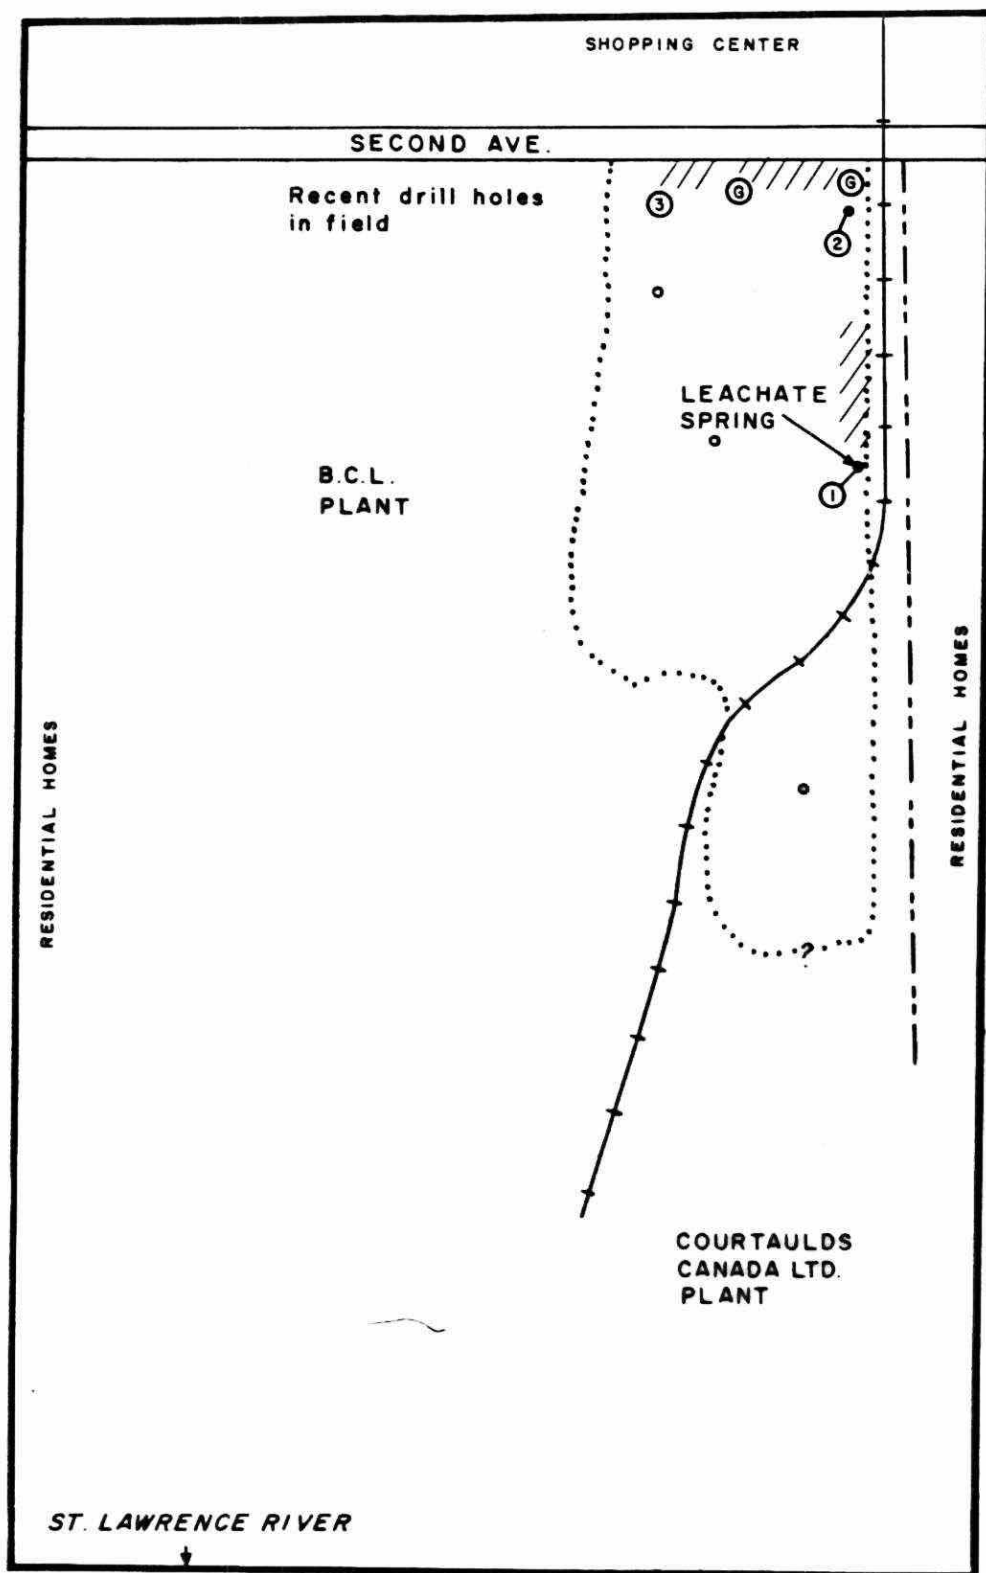 SHOPPING CENTER
SECOND AVE.
Recent drill holes
in field
3
G
G
2
LEACHATE
SPRING
1
B.C.L.
PLANT
RESIDENTIAL HOMES
RESIDENTIAL HOMES
?
COURTAULDS
CANADA LTD.
PLANT
ST. LAWRENCE RIVER